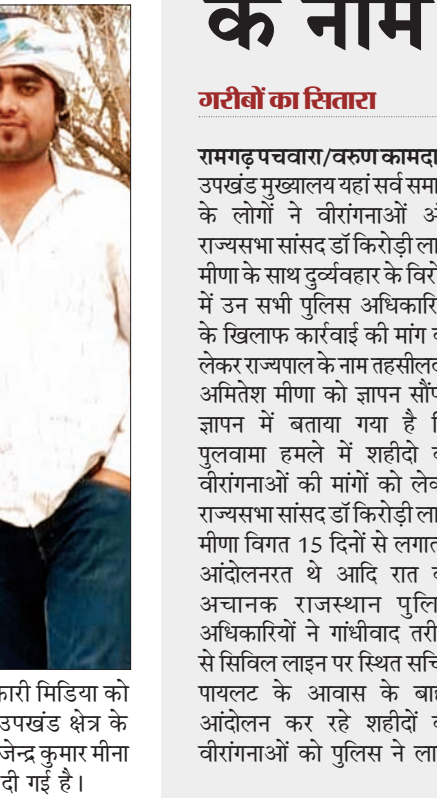 के नाम
गरीबों का सितारा
रामगढ़ पचवारा/वरुण कामदा
उपखंड मुख्यालय यहां सर्व समा
के लोगों ने वीरांगनाओं औ
राज्यसभा सांसद डॉ किरोड़ी ला
मीणा के साथ दुर्व्यवहार के विरो
में उन सभी पुलिस अधिकारि
के खिलाफ कार्रवाई की मांग
लेकर राज्यपाल के नाम तहसीलद
अमितेश मीणा को ज्ञापन सौंप
ज्ञापन में बताया गया है
पुलवामा हमले में शहीदो
वीरांगनाओं की मांगों को लेक
राज्यसभा सांसद डॉ किरोड़ी ला
मीणा विगत 15 दिनों से लगात
आंदोलनरत थे आदि रात
अचानक राजस्थान पुलि
अधिकारियों ने गांधीवाद तरी
से सिविल लाइन पर स्थित सचि
पायलट के आवास के बाह
आंदोलन कर रहे शहीदों
वीरांगनाओं को पुलिस ने ला
कारी मिडिया को
उपखंड क्षेत्र के
जेन्द्र कुमार मीना
दी गई है।